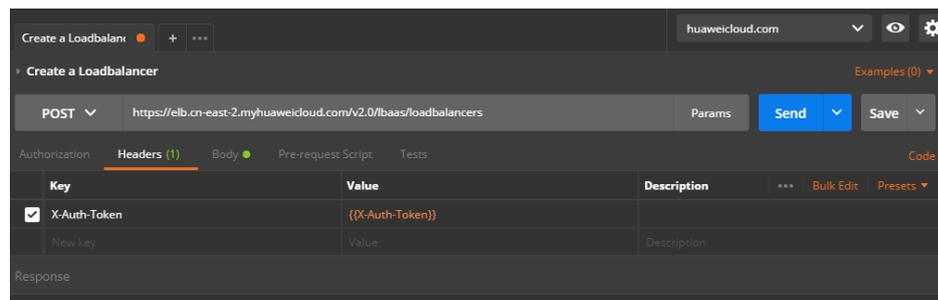 Create a Loadbalan + ••• huaweicloud.com
Create a Loadbalancer Examples (0)
POST https://elb.cn-east-2.myhuaweicloud.com/v2.0/lbaas/loadbalancers Params Send Save
Authorization Headers (1) Body Pre-request Script Tests Code
Key Value Description ••• Bulk Edit Presets
X-Auth-Token {{X-Auth-Token}}
New key Value Description
Response